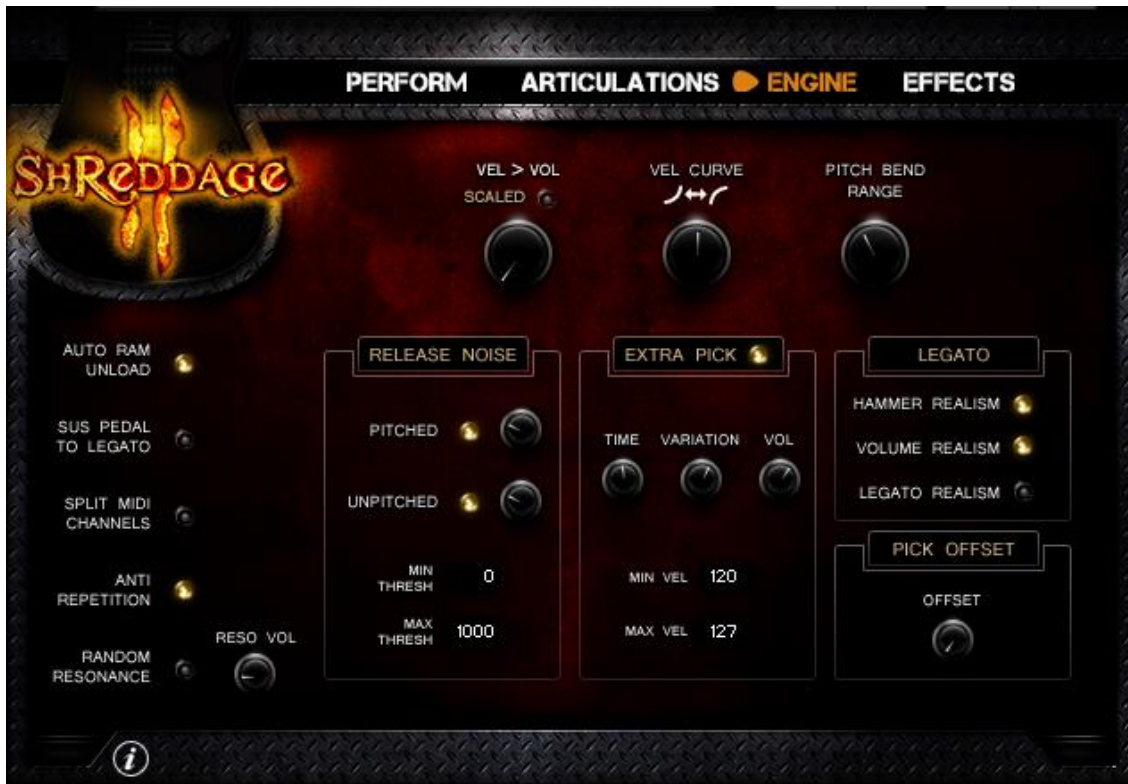 PERFORM ARTICULATIONS ENGINE EFFECTS
SHREDDAGE
II
VEL > VOL
SCALED
VEL CURVE
PITCH BEND
RANGE
AUTO RAM
UNLOAD
SUS PEDAL
TO LEGATO
SPLIT MIDI
CHANNELS
ANTI
REPETITION
RANDOM
RESONANCE
RESO VOL
RELEASE NOISE
PITCHED
UNPITCHED
MIN
THRESH 0
MAX
THRESH 1000
EXTRA PICK
TIME VARIATION VOL
MIN VEL 120
MAX VEL 127
LEGATO
HAMMER REALISM
VOLUME REALISM
LEGATO REALISM
PICK OFFSET
OFFSET
i